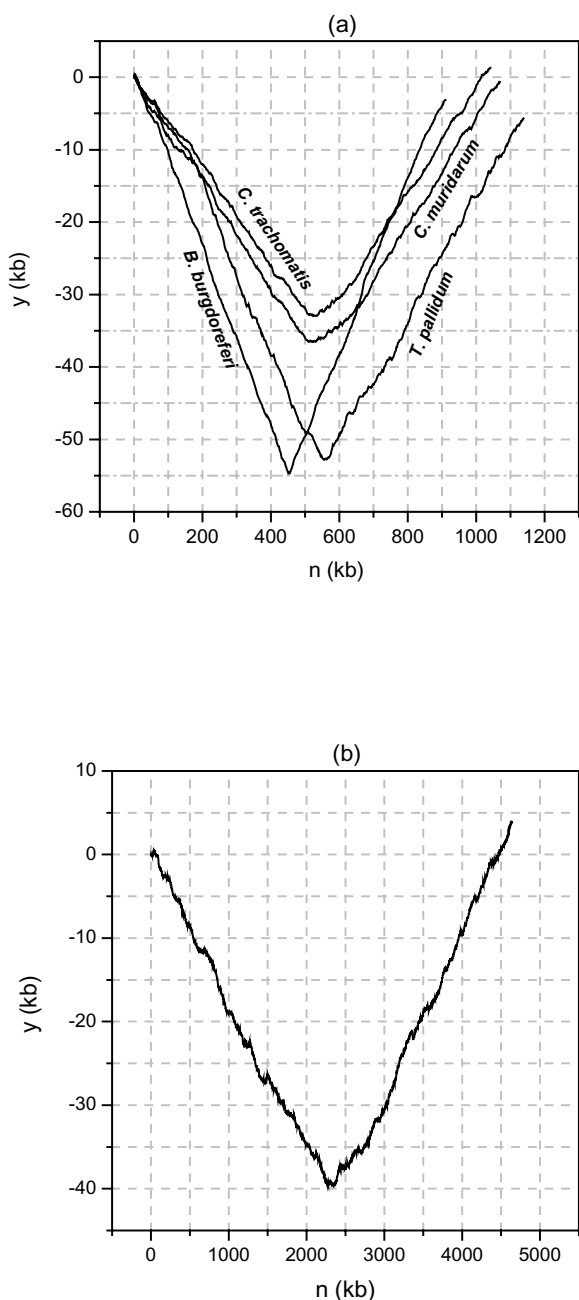 (a)
0
-10
-20
-30
-40
-50
-60
y (kb)
C. trachomatis
B. burgdoreferi
C. muridarum
T. pallidum
0 200 400 600 800 1000 1200
n (kb)
(b)
10
0
-10
-20
-30
-40
y (kb)
0 1000 2000 3000 4000 5000
n (kb)